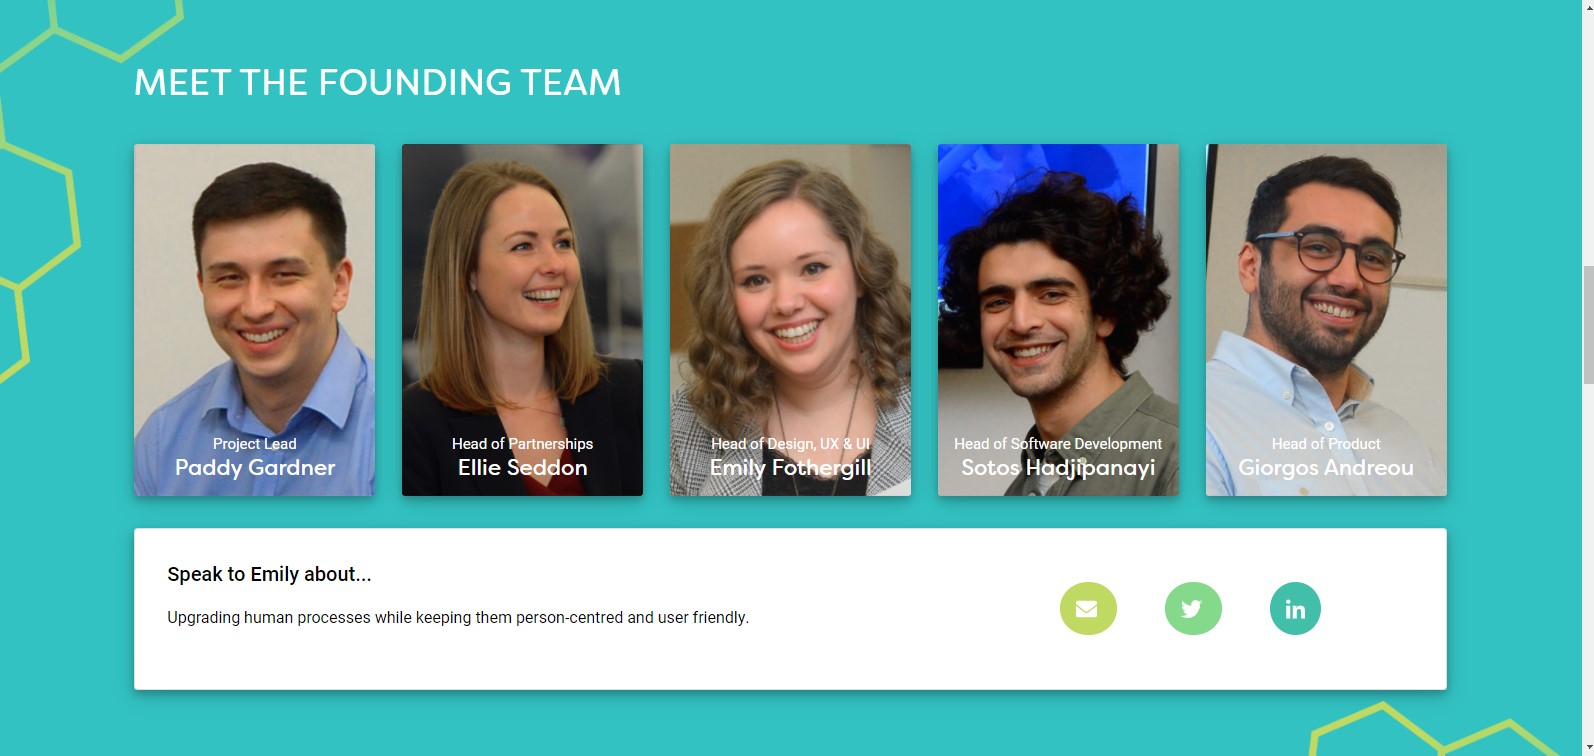 MEET THE FOUNDING TEAM
Project Lead
Paddy Gardner
Head of Partnerships
Ellie Seddon
Head of Design, UX & UI
Emily Fothergill
Head of Software Development
Sotos Hadjipanayi
Head of Product
Giorgos Andreou
Speak to Emily about...
Upgrading human processes while keeping them person-centred and user friendly.
in